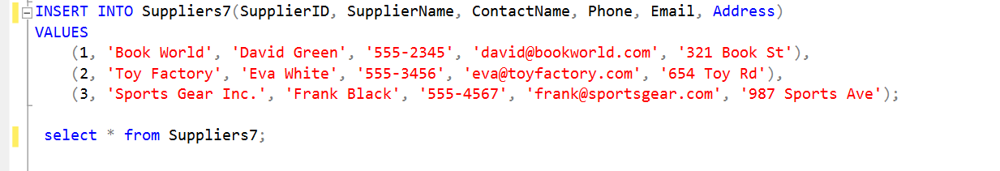 INSERT INTO Suppliers7(SupplierID, SupplierName, ContactName, Phone, Email, Address)
VALUES
(1, 'Book World', 'David Green', '555-2345', 'david@bookworld.com', '321 Book St'),
(2, 'Toy Factory', 'Eva White', '555-3456', 'eva@toyfactory.com', '654 Toy Rd'),
(3, 'Sports Gear Inc.', 'Frank Black', '555-4567', 'frank@sportsgear.com', '987 Sports Ave');
select * from Suppliers7;